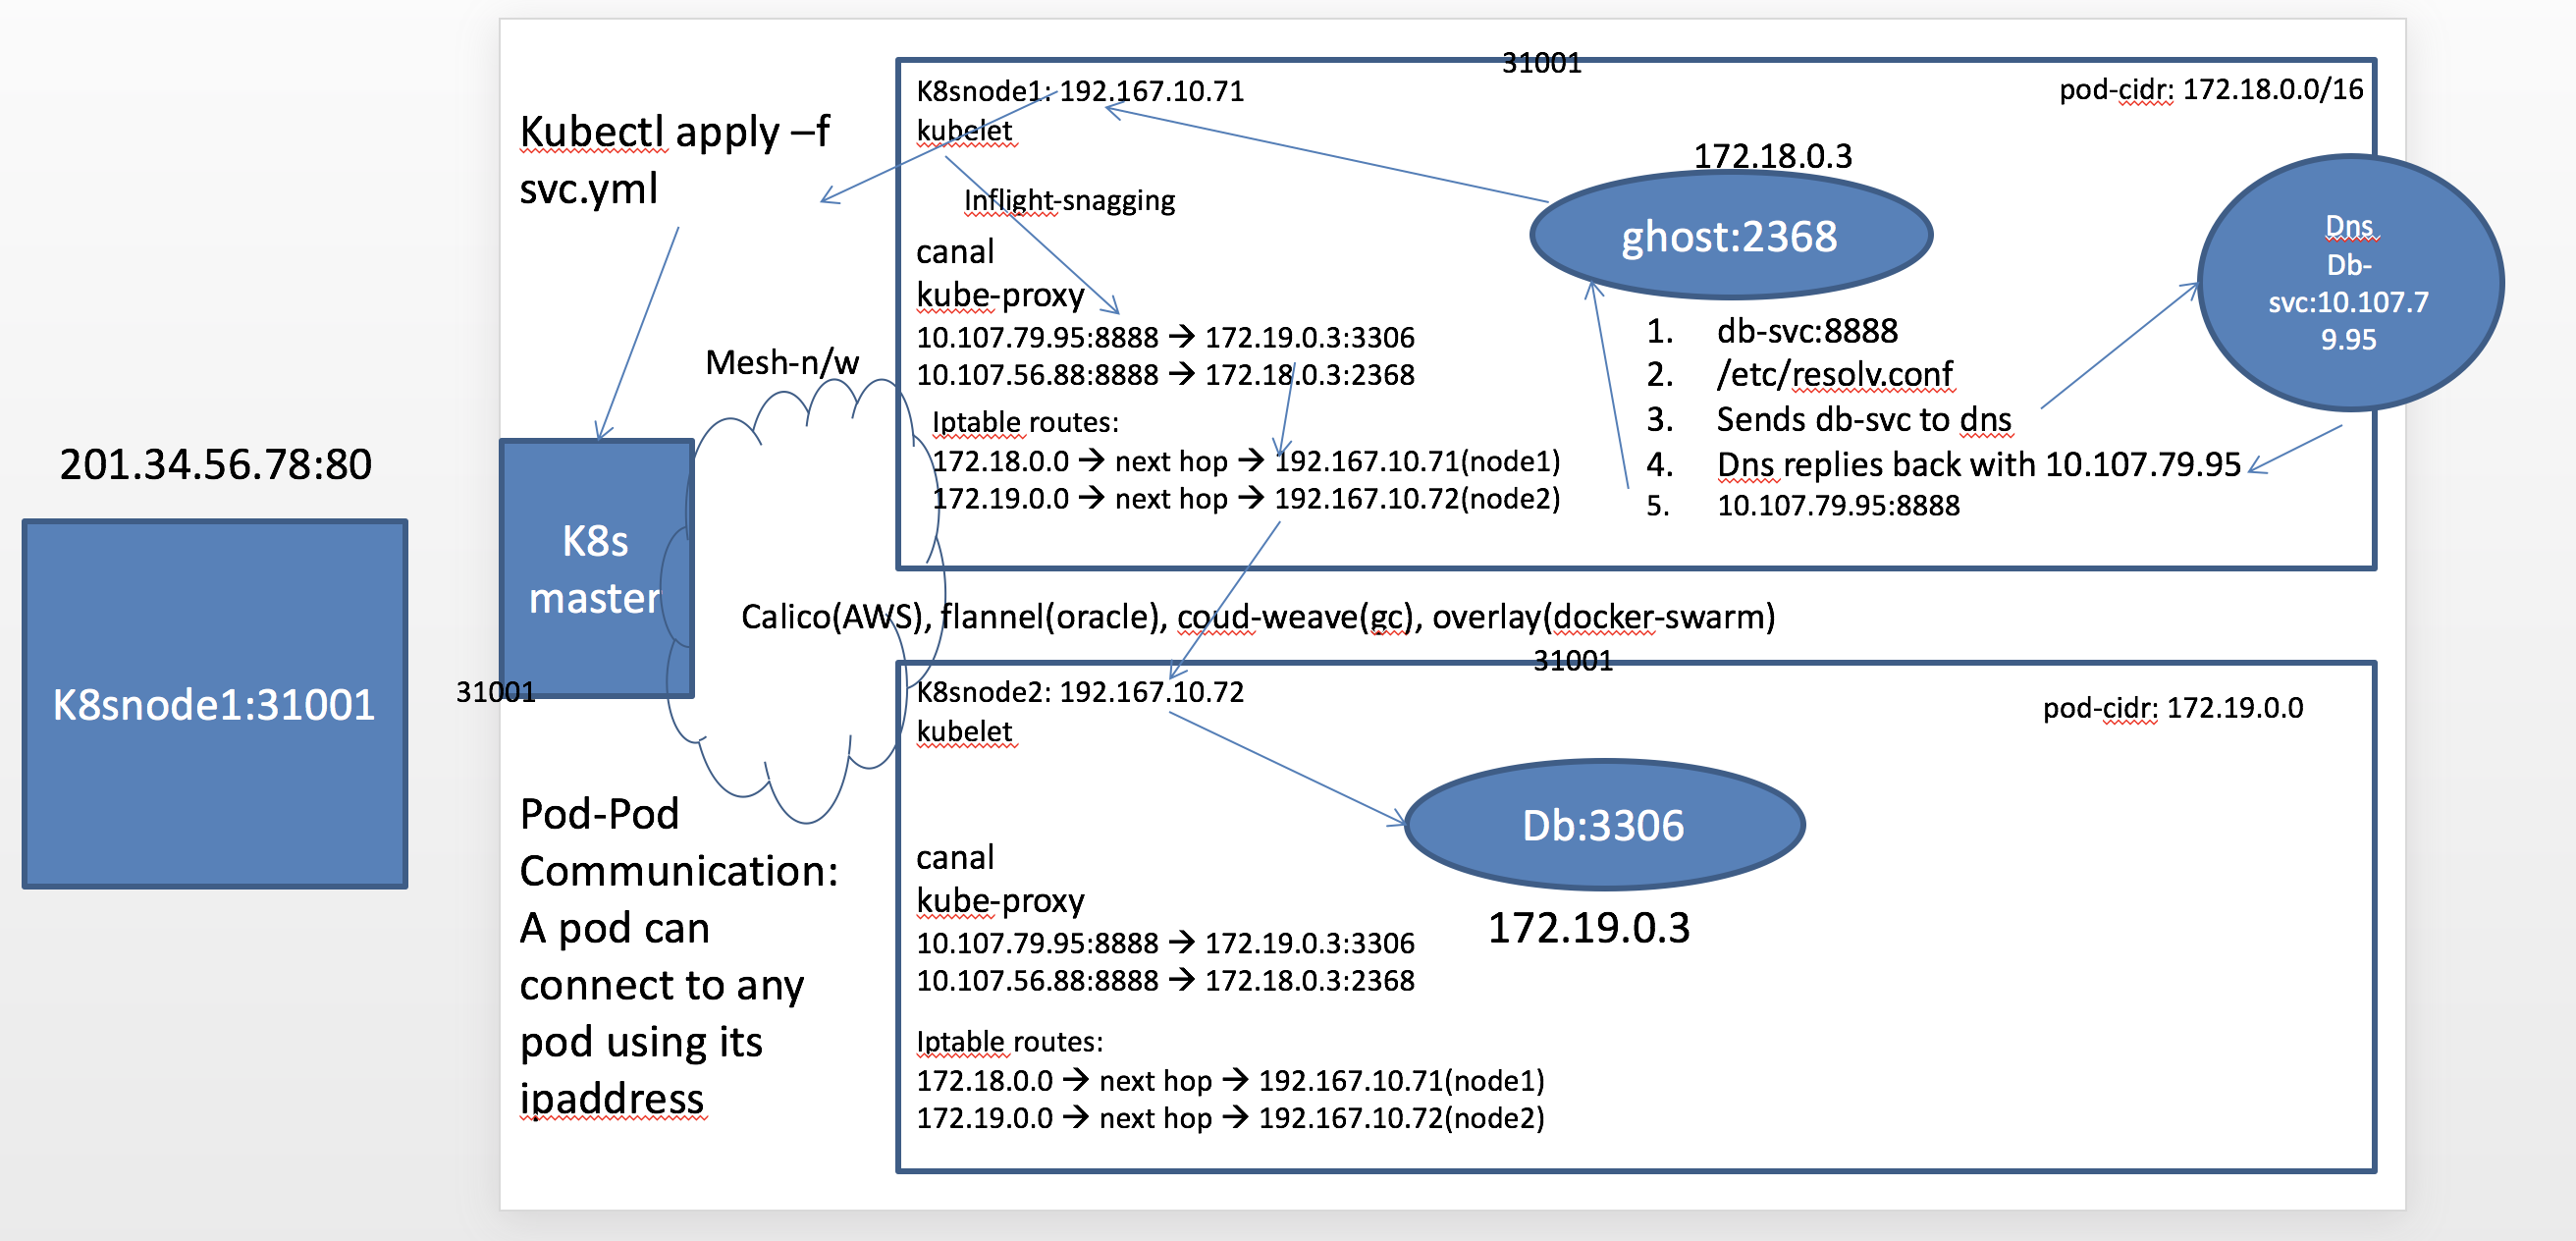 201.34.56.78:80
K8snode1:31001
Kubectl apply –f
svc.yml
K8s
master
31001
Mesh-n/w
Pod-Pod
Communication:
A pod can
connect to any
pod using its
ipaddress
31001
K8snode1: 192.167.10.71
kubelet
pod-cidr: 172.18.0.0/16
Inflight-snagging
canal
kube-proxy
10.107.79.95:8888 → 172.19.0.3:3306
10.107.56.88:8888 → 172.18.0.3:2368
Iptable routes:
172.18.0.0 → next hop → 192.167.10.71(node1)
172.19.0.0 → next hop → 192.167.10.72(node2)
172.18.0.3
ghost:2368
1. db-svc:8888
2. /etc/resolv.conf
3. Sends db-svc to dns
4. Dns replies back with 10.107.79.95
5. 10.107.79.95:8888
Dns
Db-
svc:10.107.7
9.95
Calico(AWS), flannel(oracle), coud-weave(gc), overlay(docker-swarm)
31001
K8snode2: 192.167.10.72
kubelet
pod-cidr: 172.19.0.0
Db:3306
172.19.0.3
canal
kube-proxy
10.107.79.95:8888 → 172.19.0.3:3306
10.107.56.88:8888 → 172.18.0.3:2368
Iptable routes:
172.18.0.0 → next hop → 192.167.10.71(node1)
172.19.0.0 → next hop → 192.167.10.72(node2)